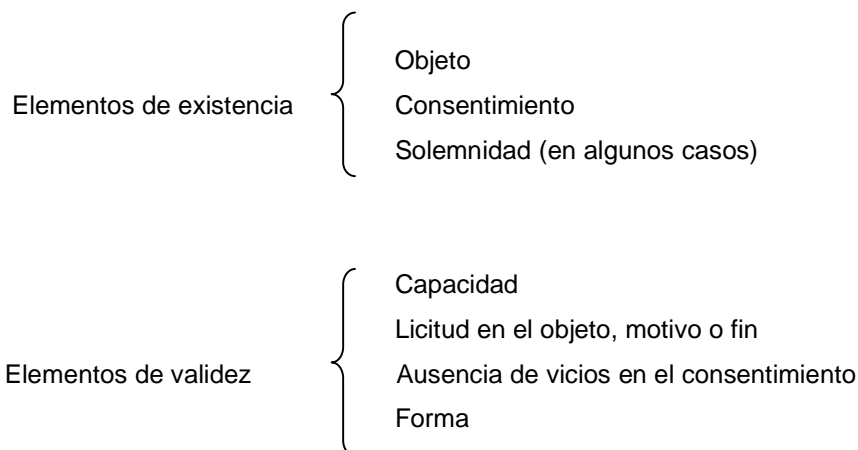 Objeto
Elementos de existencia Consentimiento
Solemnidad (en algunos casos)
Capacidad
Licitud en el objeto, motivo o fin
Elementos de validez Ausencia de vicios en el consentimiento
Forma